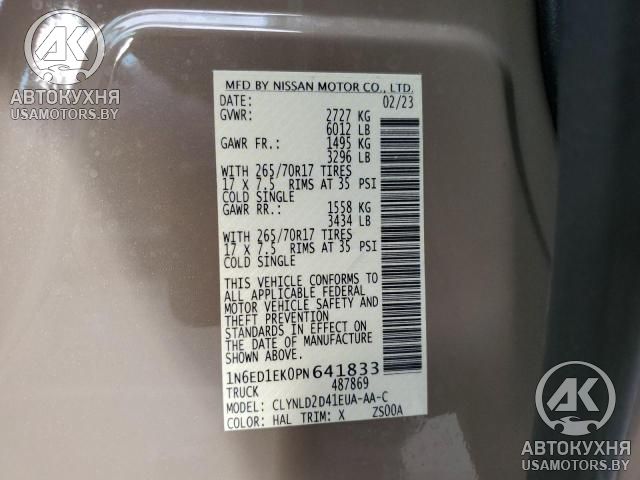 AK
АВТОКУХНЯ
USAMOTORS.BY
MFD BY NISSAN MOTOR CO., LTD.
DATE: 02/23
GVWR: 2727 KG
6012 LB
GAWR FR.: 1495 KG
3296 LB
WITH 265/70R17 TIRES
17 X 7.5 RIMS AT 35 PSI
COLD SINGLE
GAWR RR.: 1558 KG
3434 LB
WITH 265/70R17 TIRES
17 X 7.5 RIMS AT 35 PSI
COLD SINGLE
THIS VEHICLE CONFORMS TO
ALL APPLICABLE FEDERAL
MOTOR VEHICLE SAFETY AND
THEFT PREVENTION
STANDARDS IN EFFECT ON
THE DATE OF MANUFACTURE
SHOWN ABOVE:
1N6ED1EK0PN641833
TRUCK 487869
MODEL: CLYNLD2D41EUA-AA-C
COLOR: HAL TRIM: X ZS00A
AK
АВТОКУХНЯ
USAMOTORS.BY